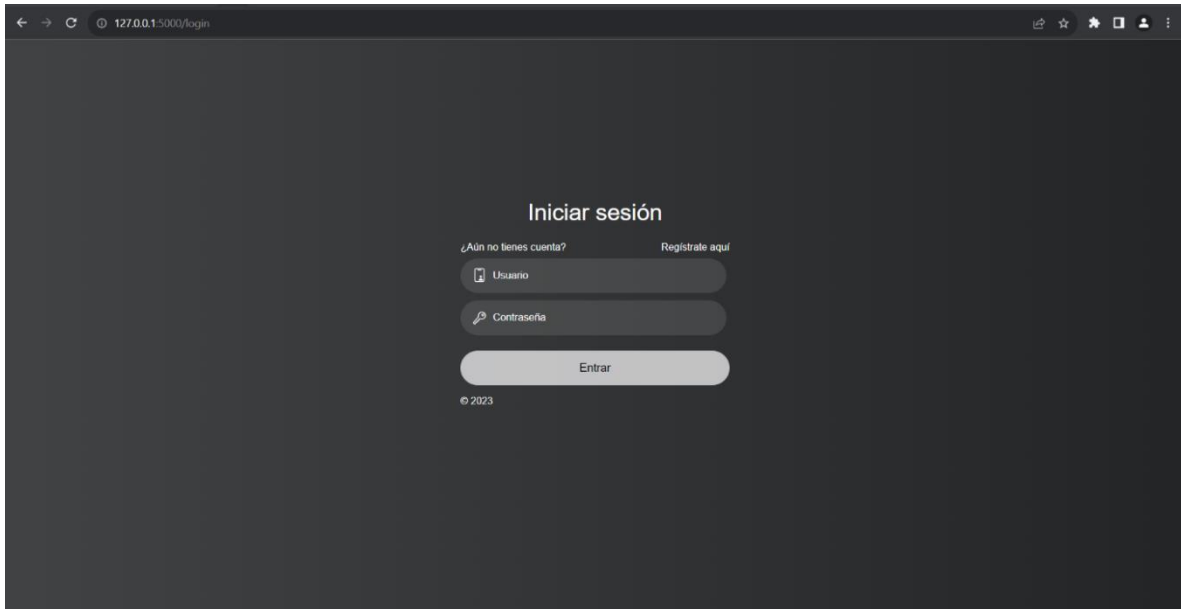 127.0.0.1:5000/login
Iniciar sesión
¿Aún no tienes cuenta? Regístrate aquí
Usuario
Contraseña
Entrar
© 2023